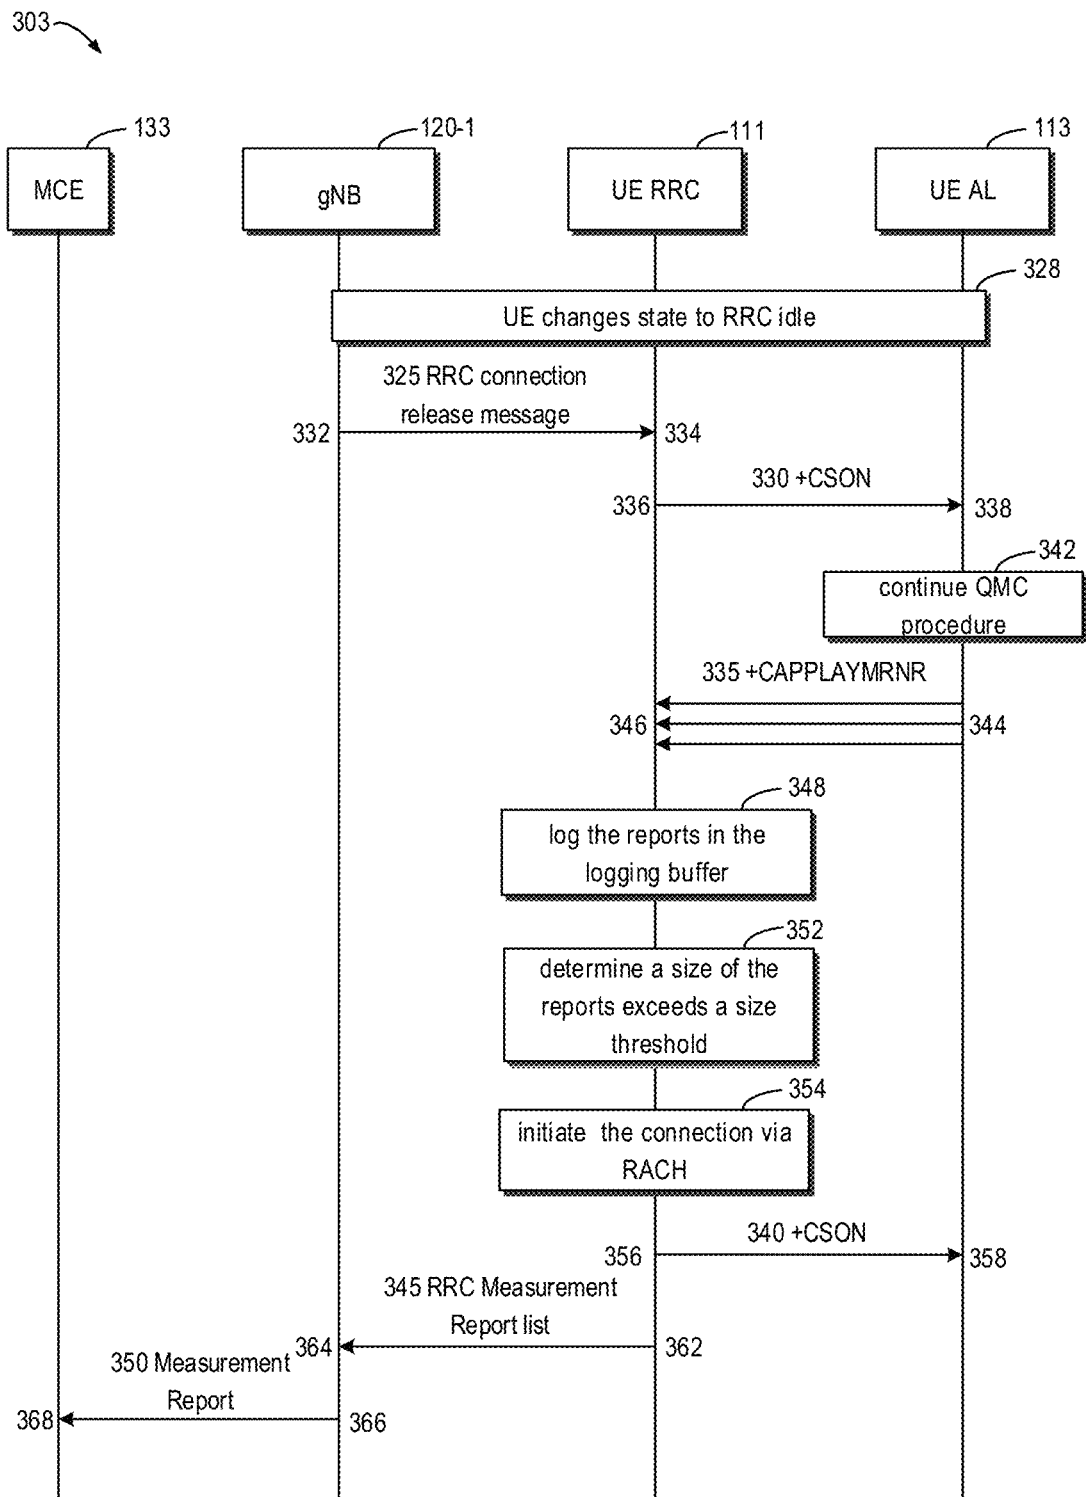 303
133
120-1
111
113
MCE
gNB
UE RRC
UE AL
328
UE changes state to RRC idle
325 RRC connection
release message
332
334
330 +CSON
336
338
342
continue QMC
procedure
335 +CAPPLAYMRNR
346
344
348
log the reports in the
logging buffer
352
determine a size of the
reports exceeds a size
threshold
354
initiate the connection via
RACH
340 +CSON
356
358
345 RRC Measurement
Report list
364
362
350 Measurement
Report
368
366